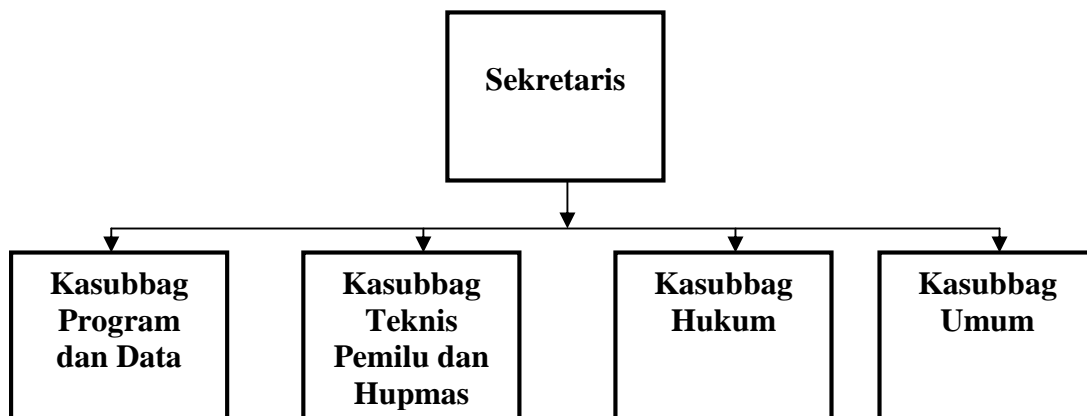 Sekretaris
Kasubbag
Program
dan Data
Kasubbag
Teknis
Pemilu dan
Hupmas
Kasubbag
Hukum
Kasubbag
Umum